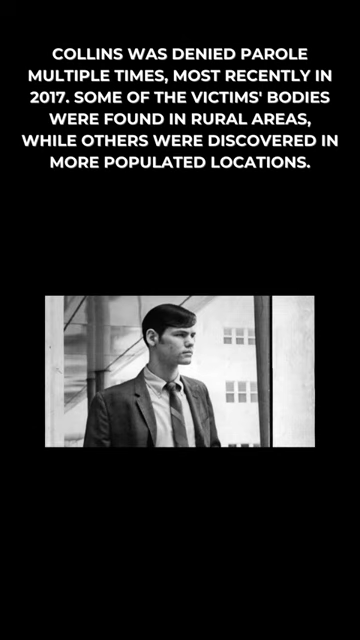 COLLINS WAS DENIED PAROLE
MULTIPLE TIMES, MOST RECENTLY IN
2017. SOME OF THE VICTIMS' BODIES
WERE FOUND IN RURAL AREAS,
WHILE OTHERS WERE DISCOVERED IN
MORE POPULATED LOCATIONS.